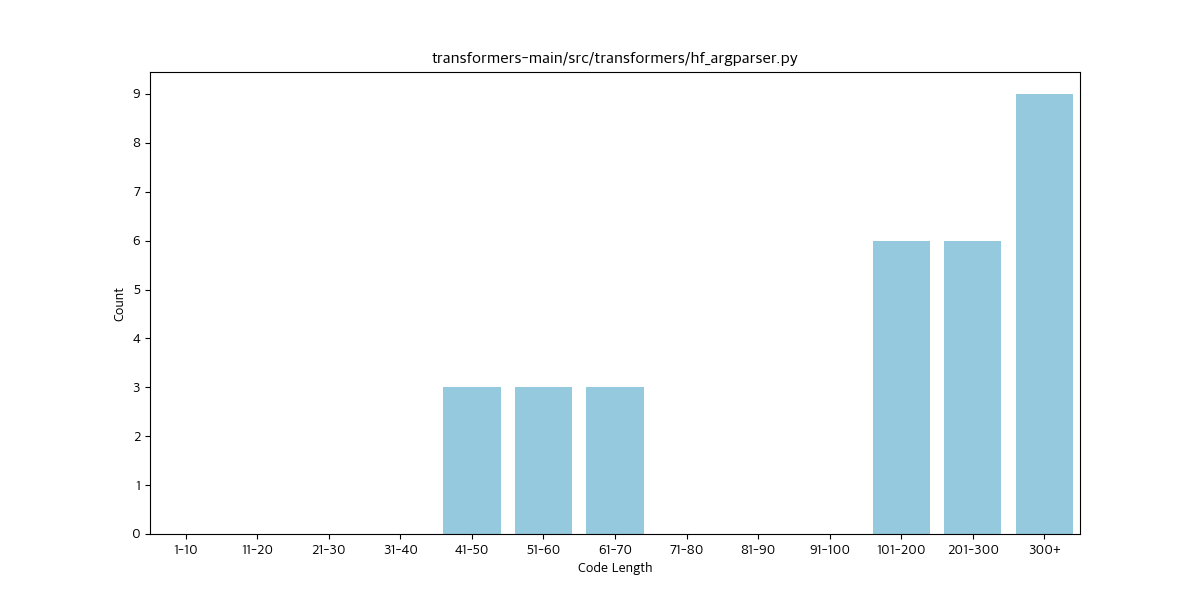 transformers-main/src/transformers/hf_argparser.py
9
8
7
6
5
4
3
2
1
0
Count
1-10 11-20 21-30 31-40 41-50 51-60 61-70 71-80 81-90 91-100 101-200 201-300 300+
Code Length